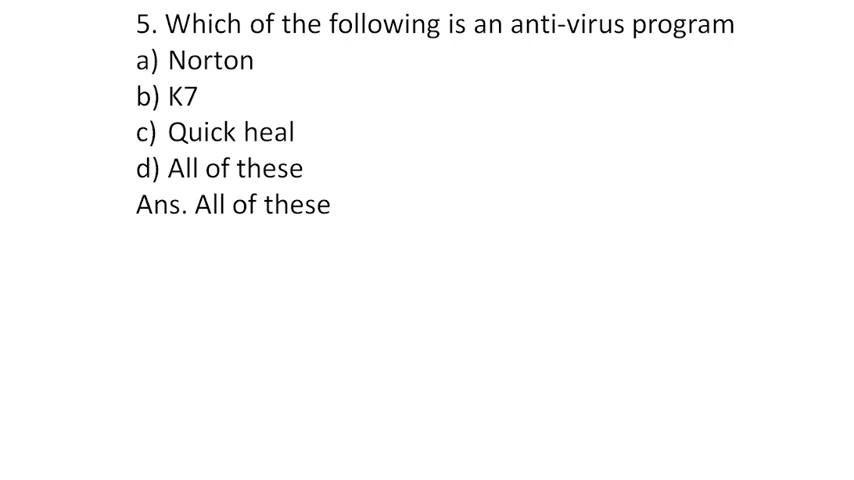 5. Which of the following is an anti-virus program
a) Norton
b) K7
c) Quick heal
d) All of these
Ans. All of these